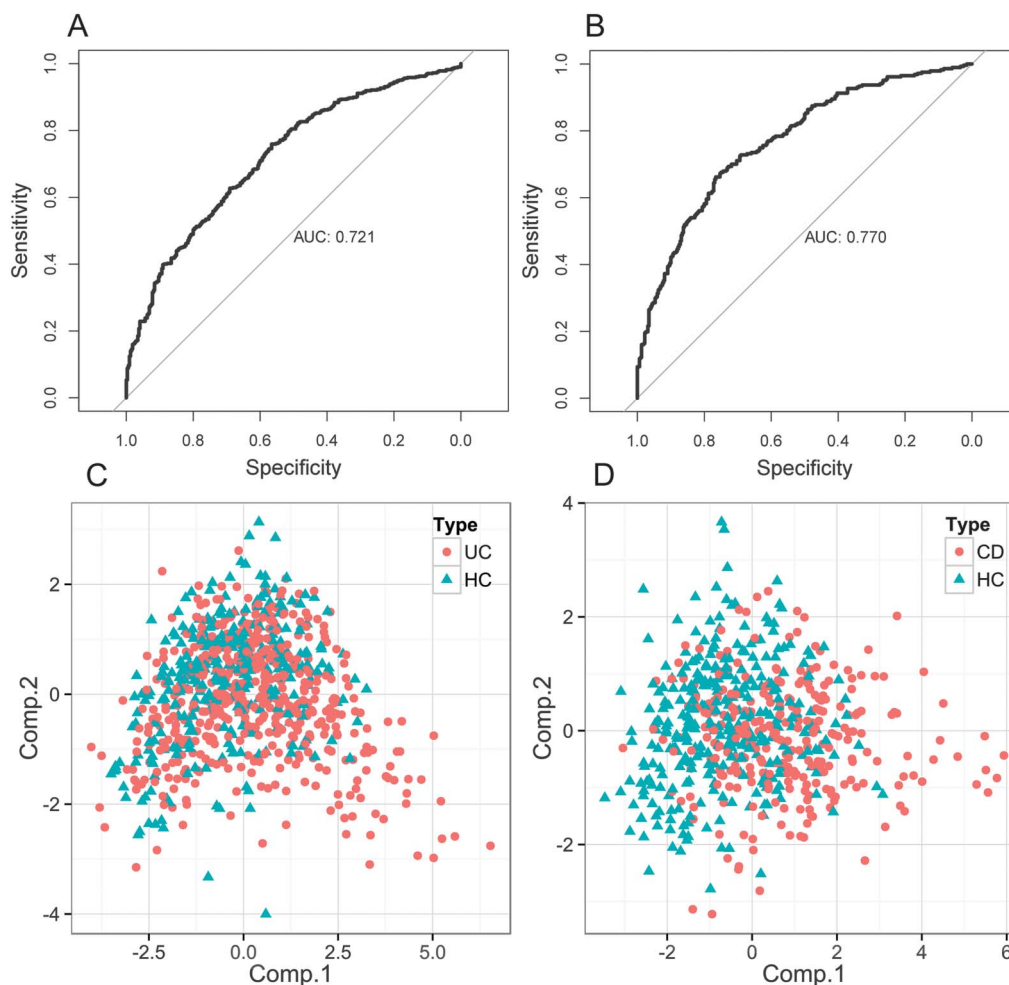 A
1.0
0.8
0.6
0.4
0.2
0.0
Sensitivity
AUC: 0.721
1.0 0.8 0.6 0.4 0.2 0.0
Specificity
B
1.0
0.8
0.6
0.4
0.2
0.0
Sensitivity
AUC: 0.770
1.0 0.8 0.6 0.4 0.2 0.0
Specificity
C
Type
UC
HC
2
0
-2
-4
Comp.2
-2.5 0.0 2.5 5.0
Comp.1
D
Type
CD
HC
4
2
0
-2
Comp.2
-2 0 2 4 6
Comp.1